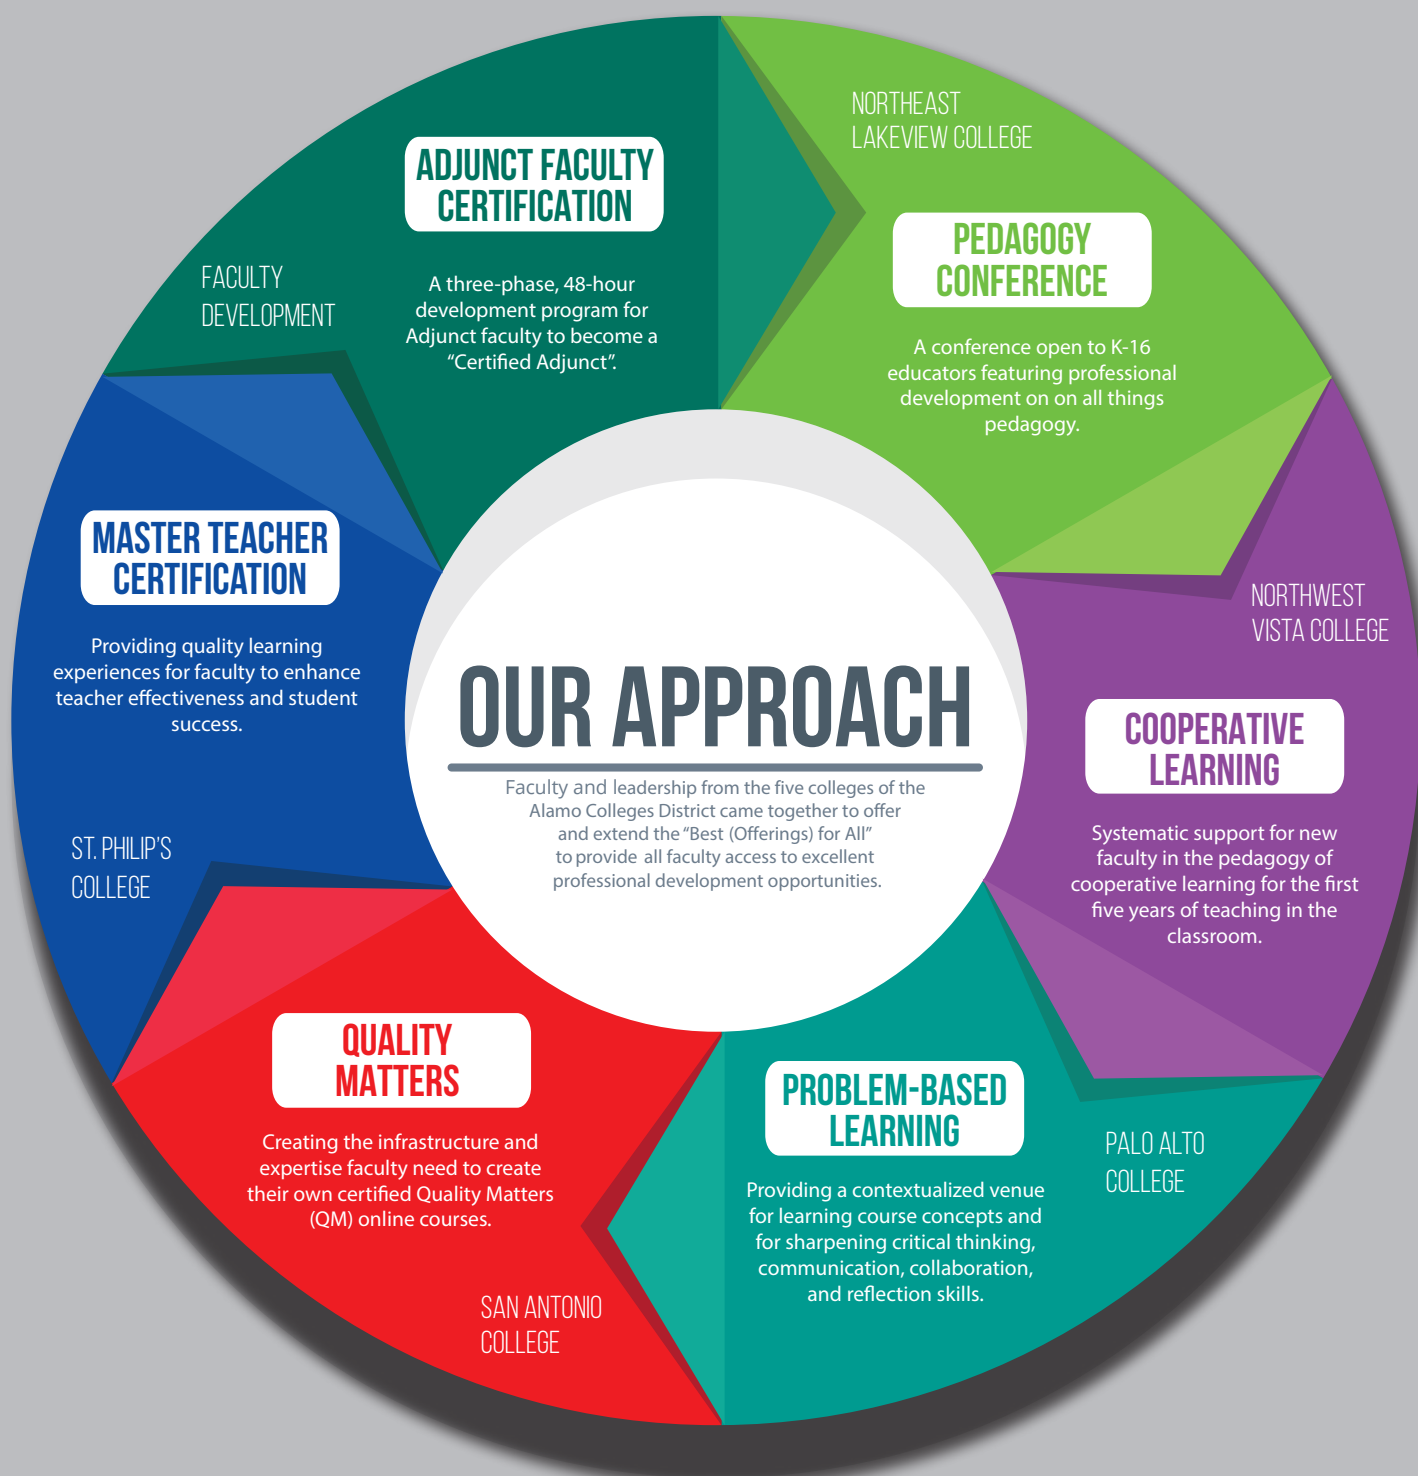 ADJUNCT FACULTY
CERTIFICATION
FACULTY
DEVELOPMENT
A three-phase, 48-hour
development program for
Adjunct faculty to become a
“Certified Adjunct”.
NORTHEAST
LAKEVIEW COLLEGE
PEDAGOGY
CONFERENCE
A conference open to K-16
educators featuring professional
development on on all things
pedagogy.
NORTHWEST
VISTA COLLEGE
COOPERATIVE
LEARNING
Systematic support for new
faculty in the pedagogy of
cooperative learning for the first
five years of teaching in the
classroom.
PALO ALTO
COLLEGE
PROBLEM-BASED
LEARNING
Providing a contextualized venue
for learning course concepts and
for sharpening critical thinking,
communication, collaboration,
and reflection skills.
QUALITY
MATTERS
Creating the infrastructure and
expertise faculty need to create
their own certified Quality Matters
(QM) online courses.
SAN ANTONIO
COLLEGE
MASTER TEACHER
CERTIFICATION
Providing quality learning
experiences for faculty to enhance
teacher effectiveness and student
success.
ST. PHILIP'S
COLLEGE
OUR APPROACH
Faculty and leadership from the five colleges of the
Alamo Colleges District came together to offer
and extend the “Best (Offerings) for All”
to provide all faculty access to excellent
professional development opportunities.